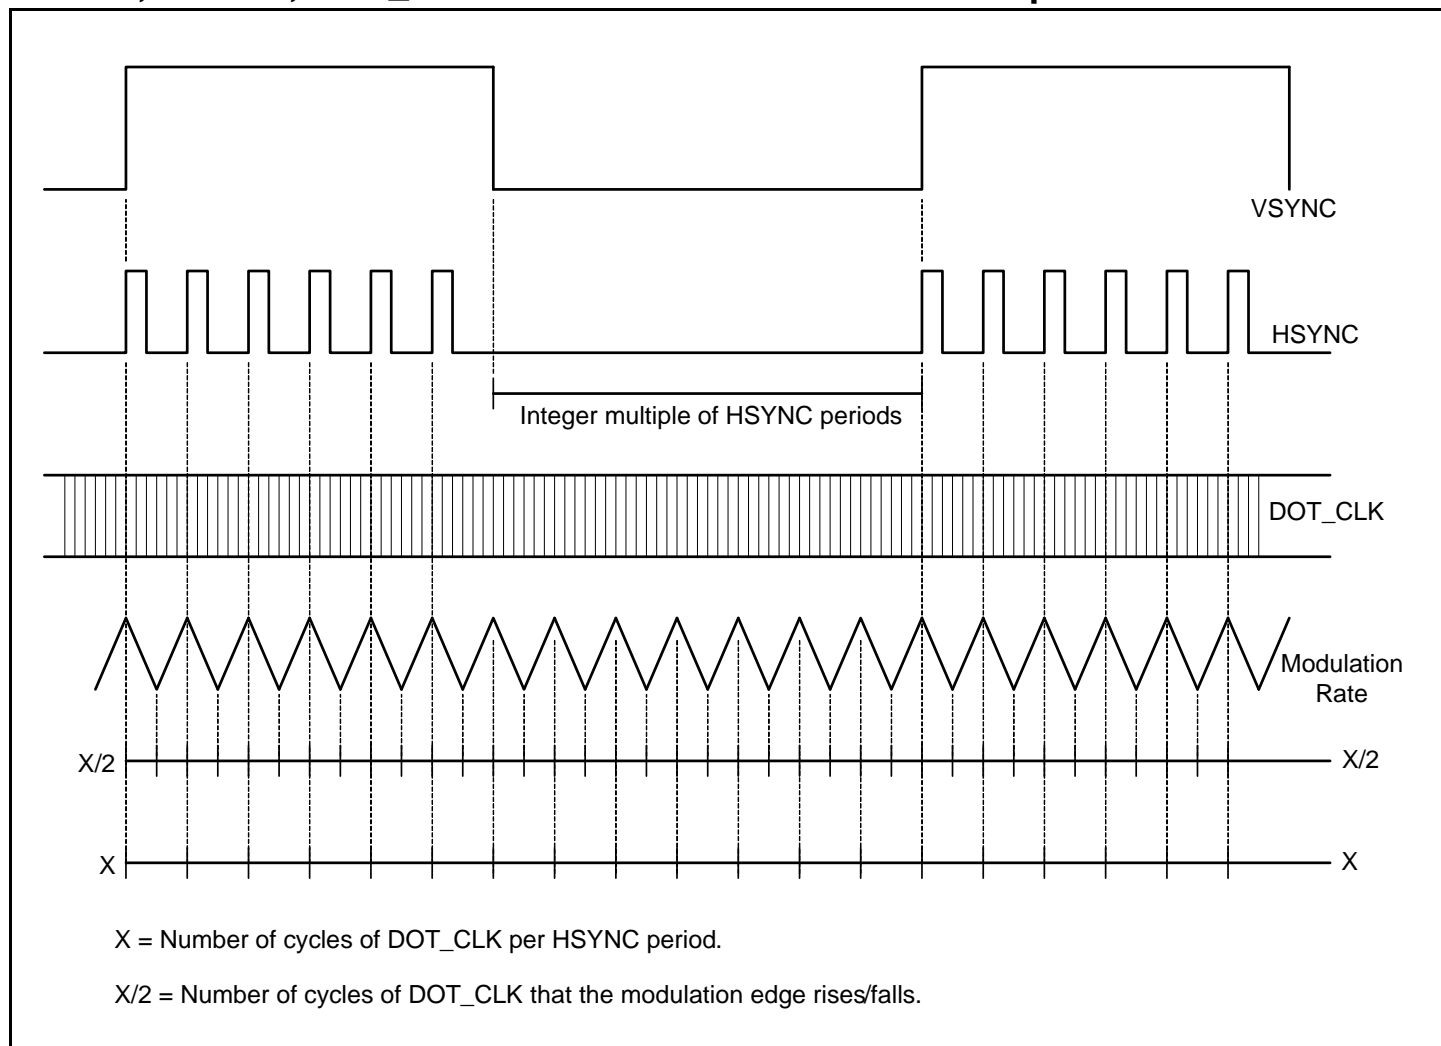 VSYNC
HSYNC
Integer multiple of HSYNC periods
DOT_CLK
Modulation
Rate
X/2 X/2
X X
X = Number of cycles of DOT_CLK per HSYNC period.
X/2 = Number of cycles of DOT_CLK that the modulation edge rises/falls.